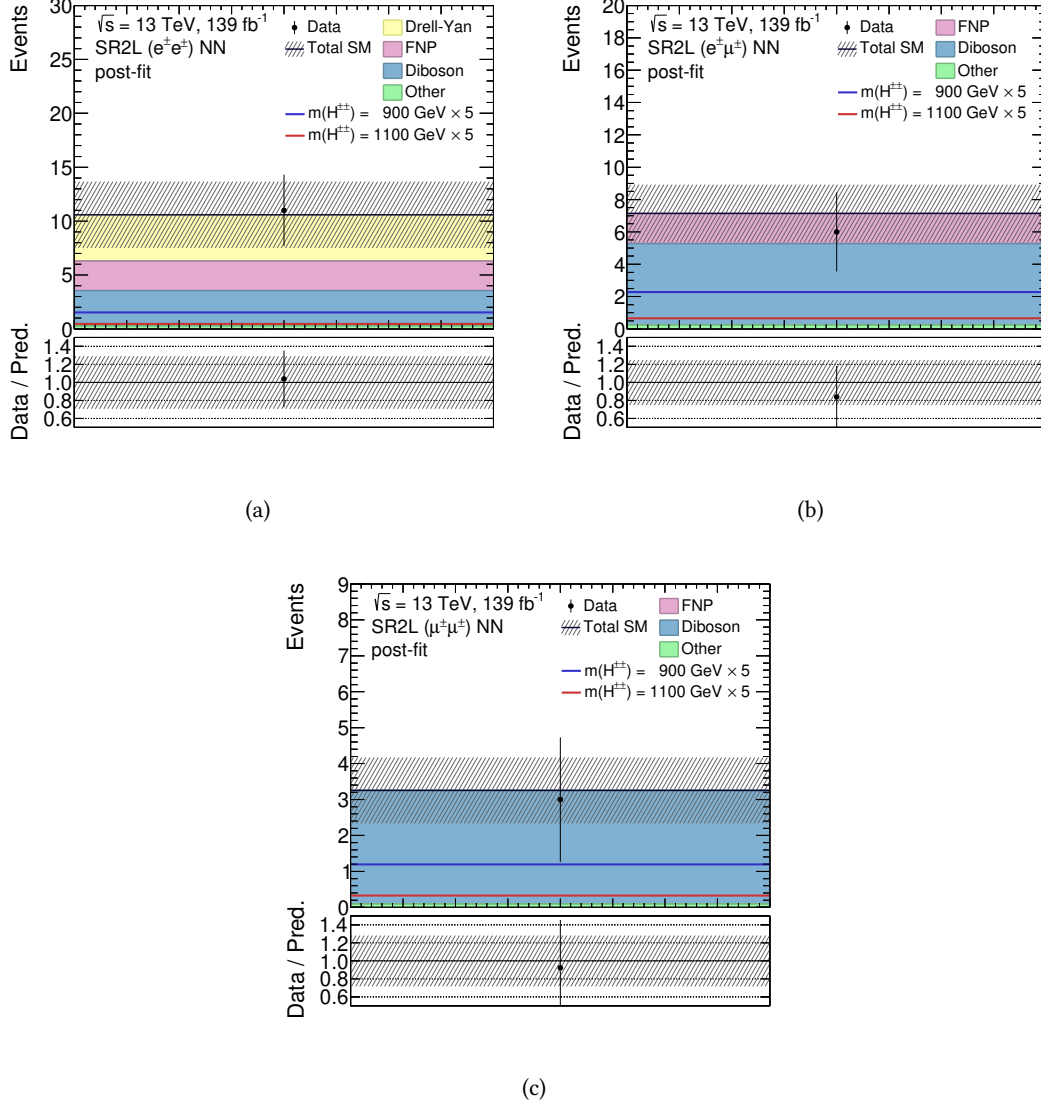 Events
30
25
20
15
10
5
0
√s = 13 TeV, 139 fb⁻¹
SR2L (e±e±) NN
post-fit
Data
Total SM
Drell-Yan
FNP
Diboson
Other
m(H±±) = 900 GeV × 5
m(H±±) = 1100 GeV × 5
Data / Pred.
1.4
1.2
1.0
0.8
0.6
(a)
Events
20
18
16
14
12
10
8
6
4
2
0
√s = 13 TeV, 139 fb⁻¹
SR2L (e±μ±) NN
post-fit
Data
Total SM
FNP
Diboson
Other
m(H±±) = 900 GeV × 5
m(H±±) = 1100 GeV × 5
Data / Pred.
1.4
1.2
1.0
0.8
0.6
(b)
Events
9
8
7
6
5
4
3
2
1
0
√s = 13 TeV, 139 fb⁻¹
SR2L (μ±μ±) NN
post-fit
Data
Total SM
FNP
Diboson
Other
m(H±±) = 900 GeV × 5
m(H±±) = 1100 GeV × 5
Data / Pred.
1.4
1.2
1.0
0.8
0.6
(c)